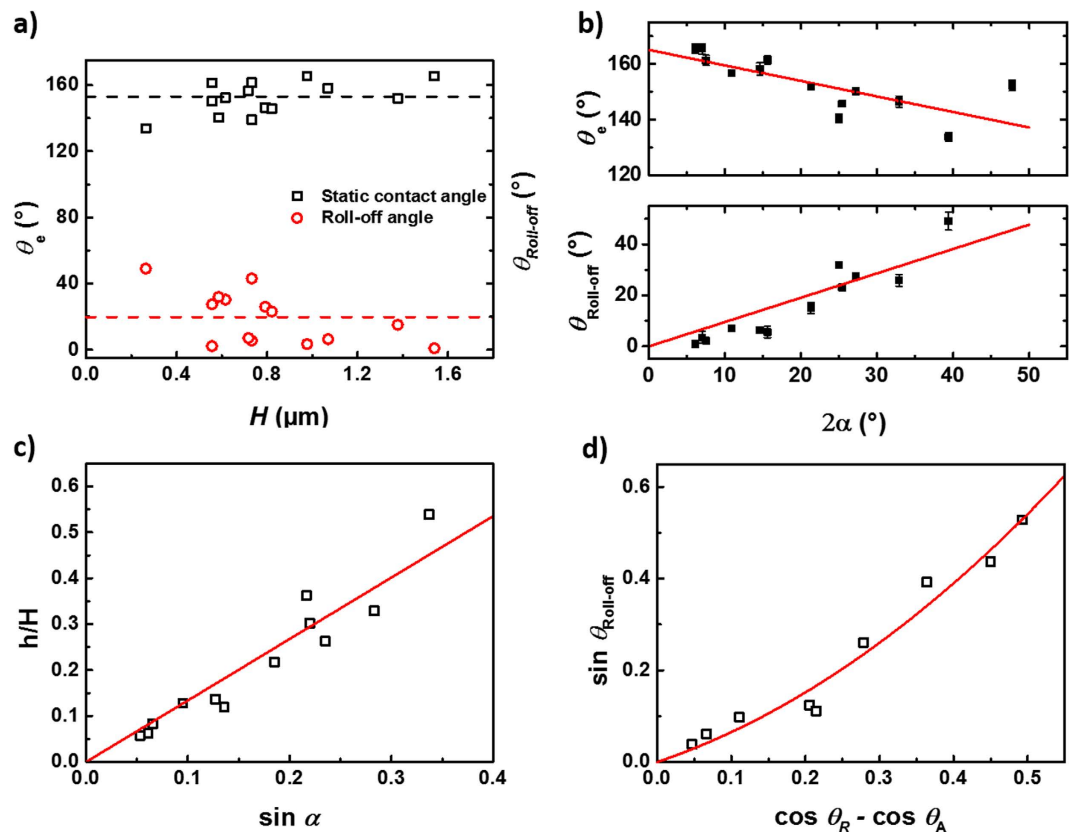 a)
160
120
80
40
0
θe (°)
Static contact angle
Roll-off angle
0.0 0.4 0.8 1.2 1.6
H (µm)
θRoll-off (°)
b)
160
140
120
θe (°)
40
20
0
θRoll-off (°)
0 10 20 30 40 50
2α (°)
c)
0.6
0.5
0.4
0.3
0.2
0.1
0.0
h/H
0.0 0.1 0.2 0.3 0.4
sin α
d)
0.6
0.4
0.2
0.0
sin θRoll-off
0.0 0.1 0.2 0.3 0.4 0.5
cos θR - cos θA